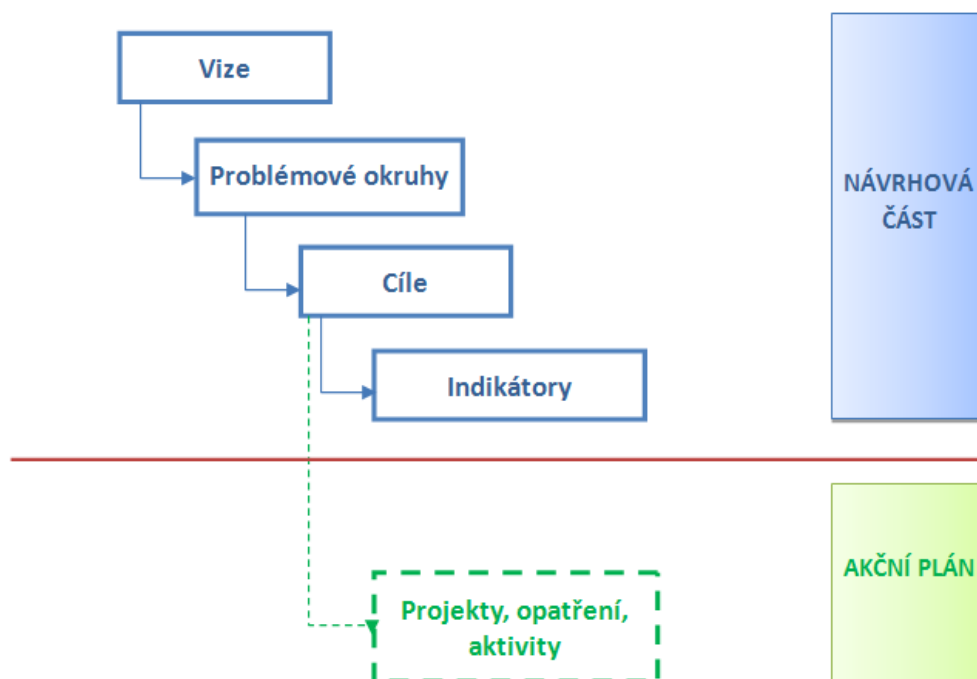 Vize
Problémové okruhy
Cíle
Indikátory
NÁVRHOVÁ
ČÁST
Projekty, opatření,
aktivity
AKČNÍ PLÁN